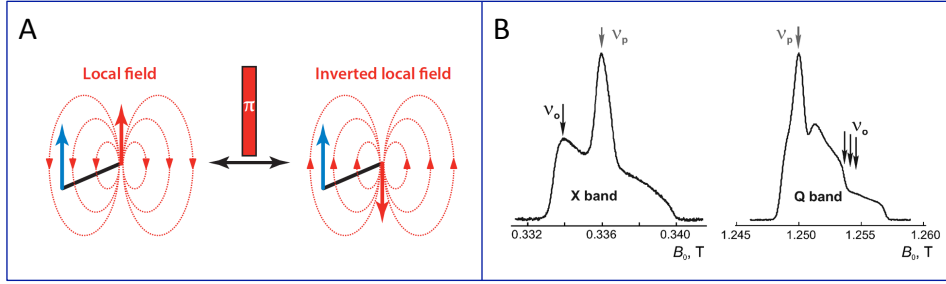 A
Local field
π
Inverted local field
B
νp
νo
X band
0.332 0.336 0.340
B₀, T
νp
νo
Q band
1.245 1.250 1.255 1.260
B₀, T